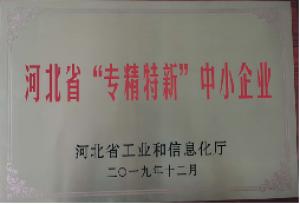 河北省“专精特新”中小企业
河北省工业和信息化厅
二〇一九年十二月